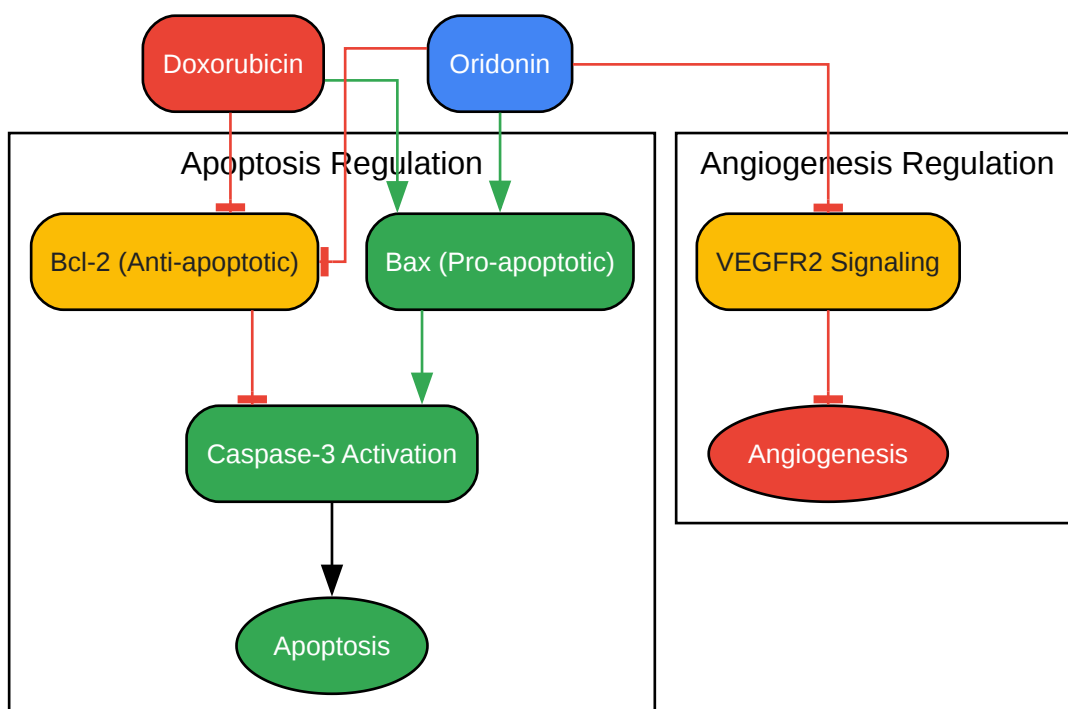 Doxorubicin
Oridonin
Apoptosis Regulation
Angiogenesis Regulation
Bcl-2 (Anti-apoptotic)
Bax (Pro-apoptotic)
VEGFR2 Signaling
Caspase-3 Activation
Angiogenesis
Apoptosis